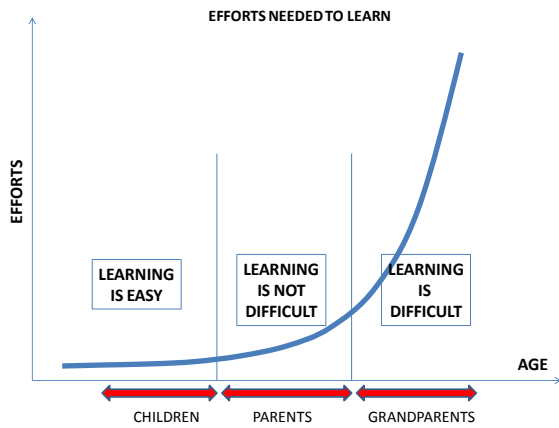 EFFORTS NEEDED TO LEARN
EFFORTS
LEARNING
IS EASY
LEARNING
IS NOT
DIFFICULT
LEARNING
IS
DIFFICULT
AGE
CHILDREN
PARENTS
GRANDPARENTS